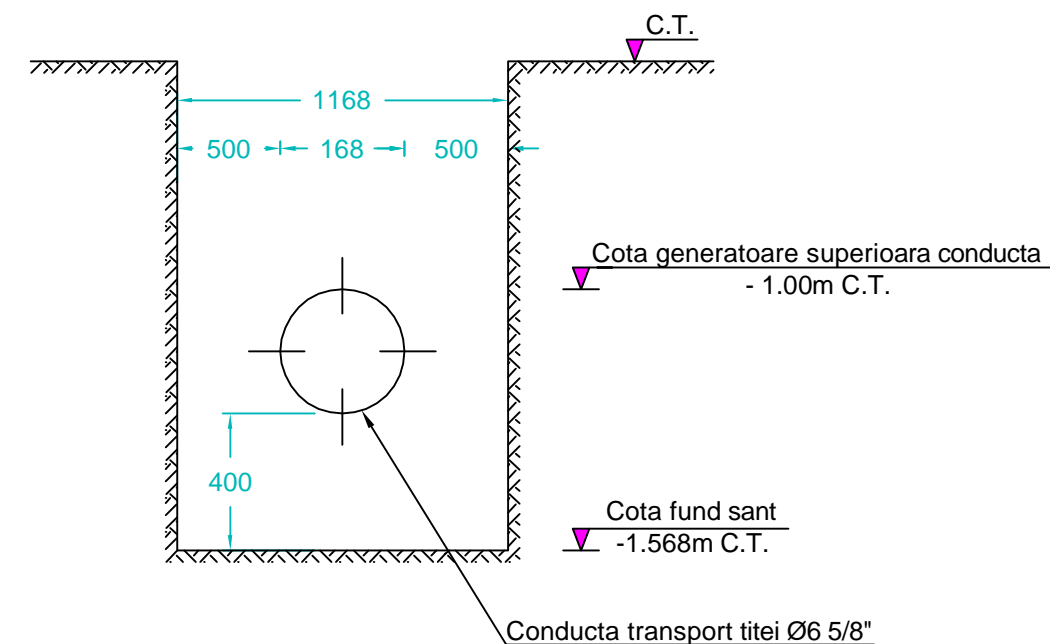 C.T.
1168
500 168 500
Cota generatoare superioara conducta
- 1.00m C.T.
400
Cota fund sant
-1.568m C.T.
Conducta transport titei Ø6 5/8"